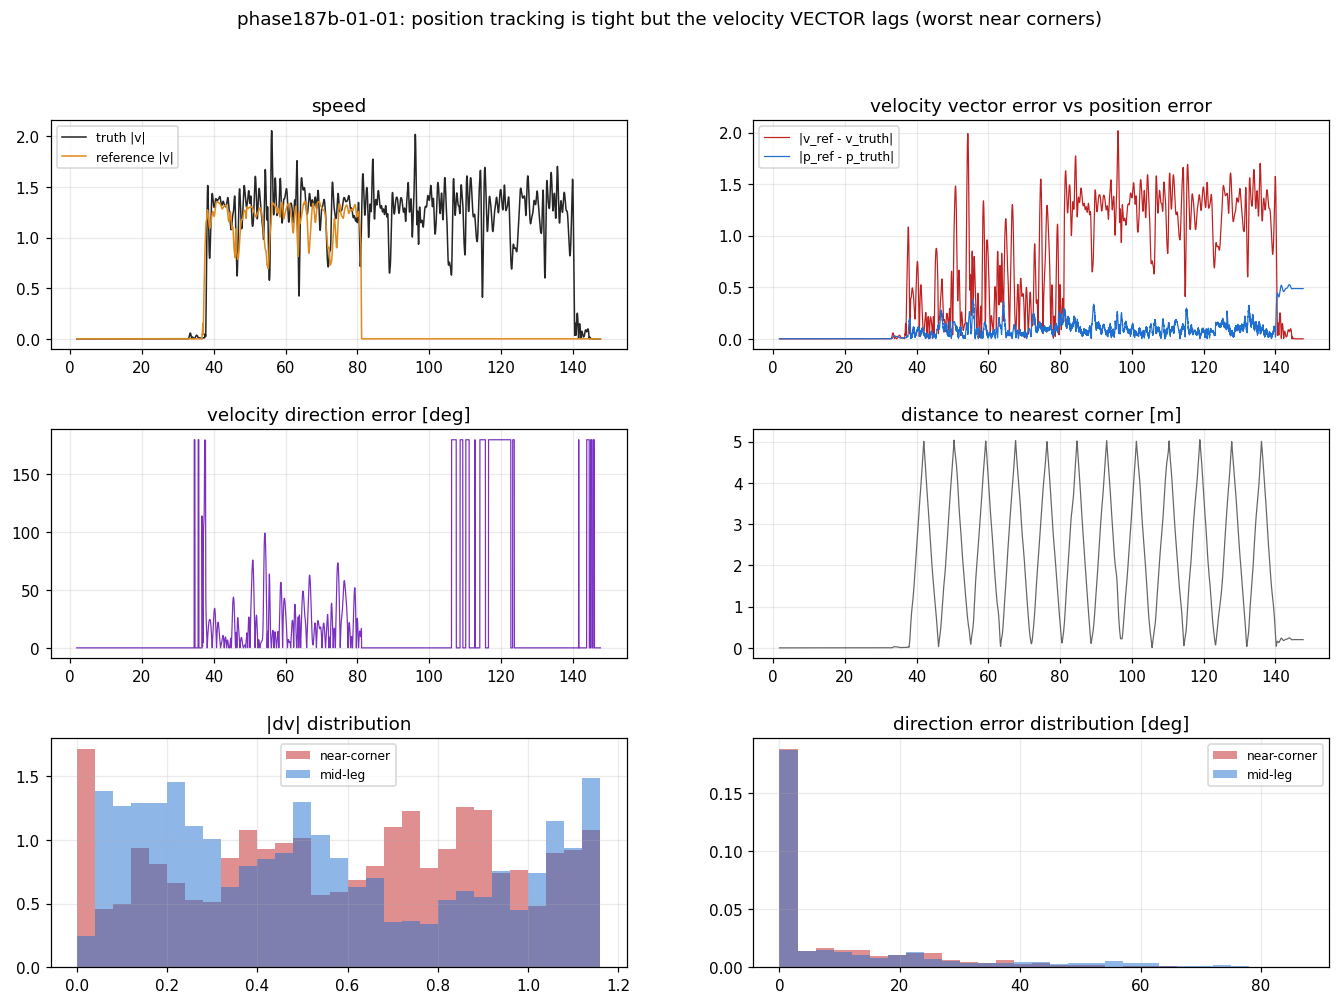 phase187b-01-01: position tracking is tight but the velocity VECTOR lags (worst near corners)
speed
truth |v|
reference |v|
2.0
1.5
1.0
0.5
0.0
0 20 40 60 80 100 120 140
velocity vector error vs position error
|v_ref - v_truth|
|p_ref - p_truth|
2.0
1.5
1.0
0.5
0.0
0 20 40 60 80 100 120 140
velocity direction error [deg]
150
100
50
0
0 20 40 60 80 100 120 140
distance to nearest corner [m]
5
4
3
2
1
0
0 20 40 60 80 100 120 140
|dv| distribution
near-corner
mid-leg
1.5
1.0
0.5
0.0
0.0 0.2 0.4 0.6 0.8 1.0 1.2
direction error distribution [deg]
near-corner
mid-leg
0.15
0.10
0.05
0.00
0 20 40 60 80